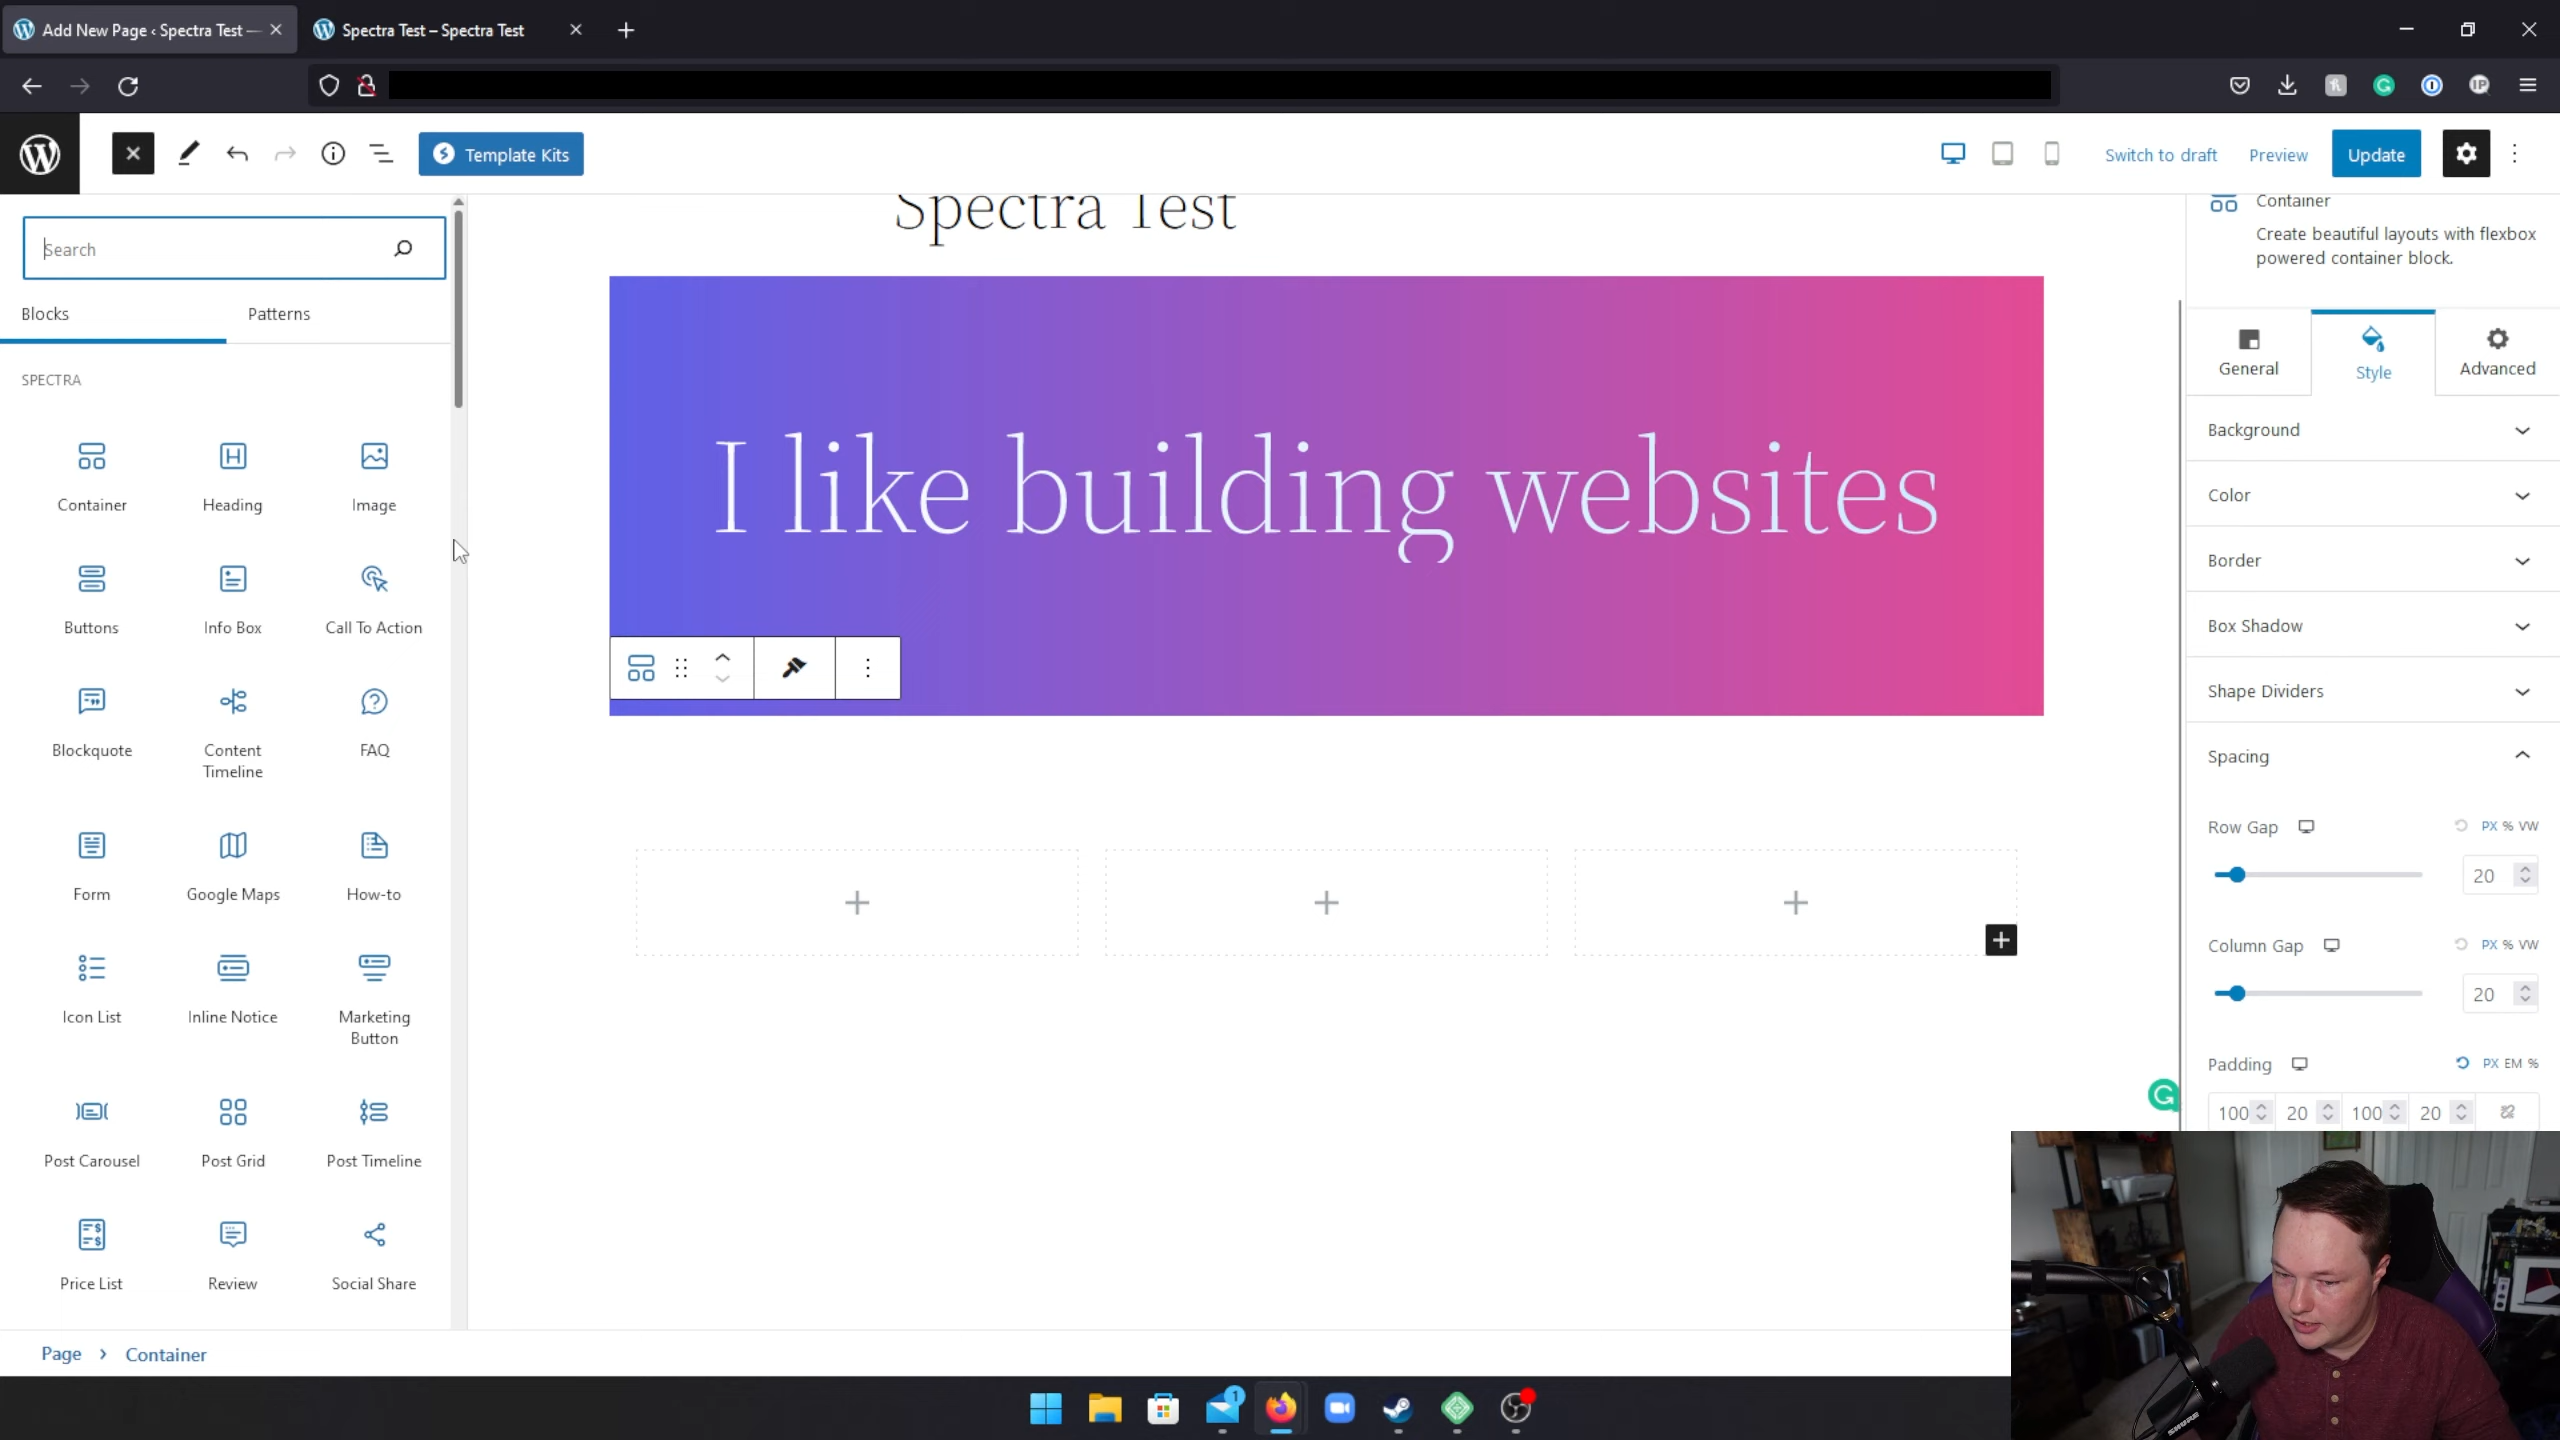 Add New Page ‹ Spectra Test —
Spectra Test – Spectra Test
Template Kits
Switch to draft
Preview
Update
Search
Blocks
Patterns
SPECTRA
Container
Heading
Image
Buttons
Info Box
Call To Action
Blockquote
Content
Timeline
FAQ
Form
Google Maps
How-to
Icon List
Inline Notice
Marketing
Button
Post Carousel
Post Grid
Post Timeline
Price List
Review
Social Share
Page › Container
Spectra Test
I like building websites
Container
Create beautiful layouts with flexbox
powered container block.
General
Style
Advanced
Background
Color
Border
Box Shadow
Shape Dividers
Spacing
Row Gap
PX % VW
20
Column Gap
PX % VW
20
Padding
PX EM %
100 20 100 20
1
SHURE